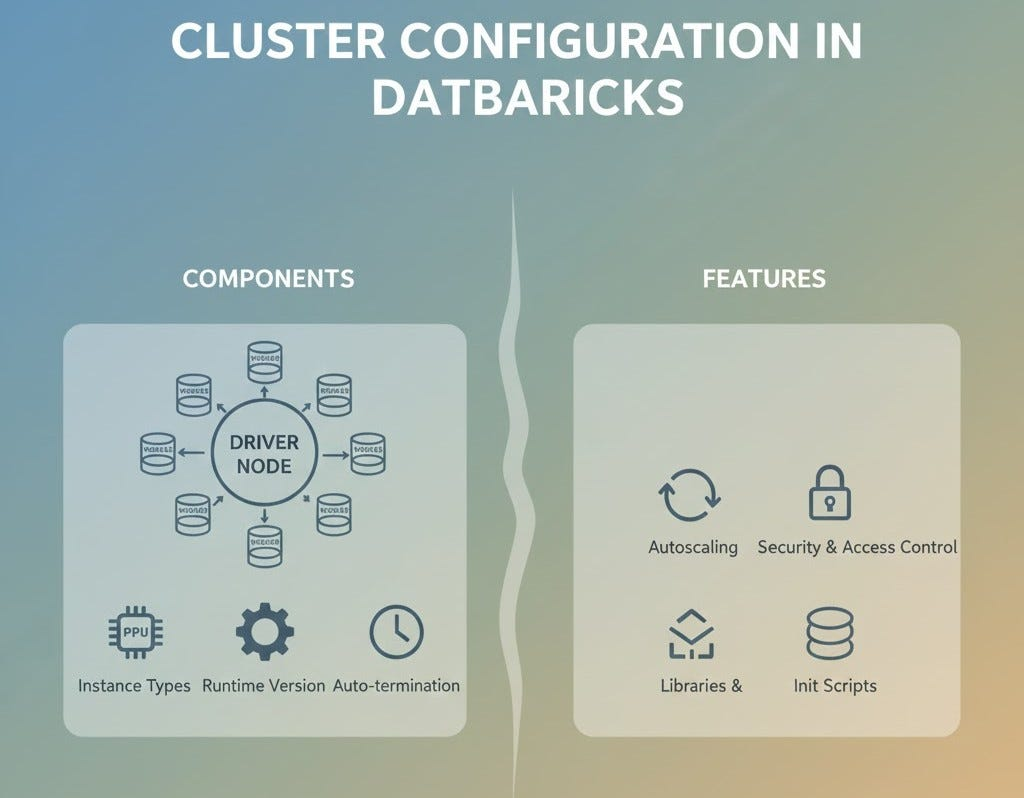 CLUSTER CONFIGURATION IN
DATBARICKS
COMPONENTS
FEATURES
DRIVER
NODE
PPU
Instance Types
Runtime Version
Auto-termination
Autoscaling
Security & Access Control
Libraries &
Init Scripts